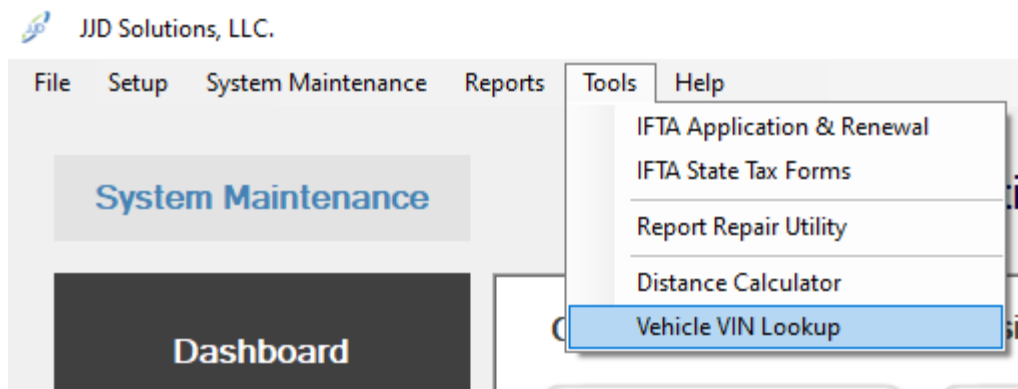 JJD Solutions, LLC.
File Setup System Maintenance Reports Tools Help
IFTA Application & Renewal
IFTA State Tax Forms
Report Repair Utility
Distance Calculator
Vehicle VIN Lookup
System Maintenance
Dashboard